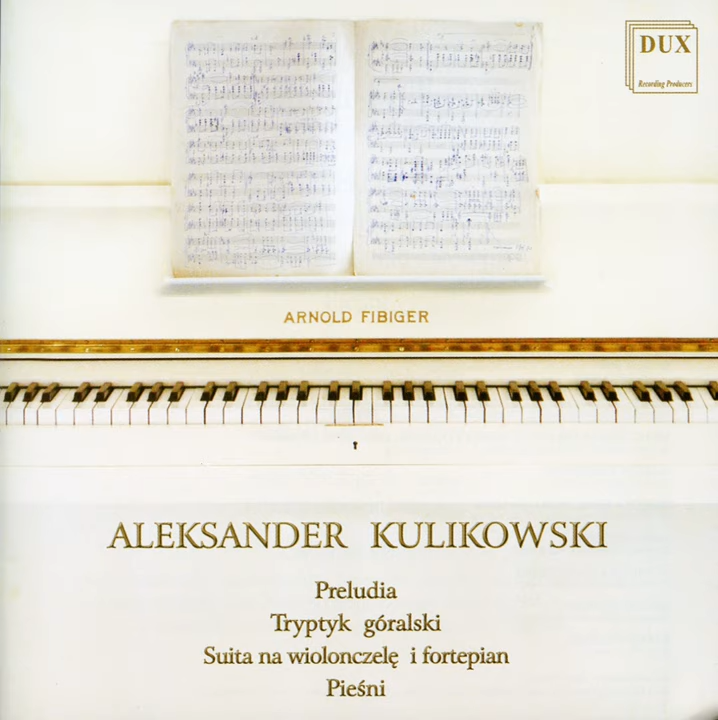 DUX
Recording Producers
ARNOLD FIBIGER
ALEKSANDER KULIKOWSKI
Preludia
Tryptyk góralski
Suita na wiolonczelę i fortepian
Pieśni